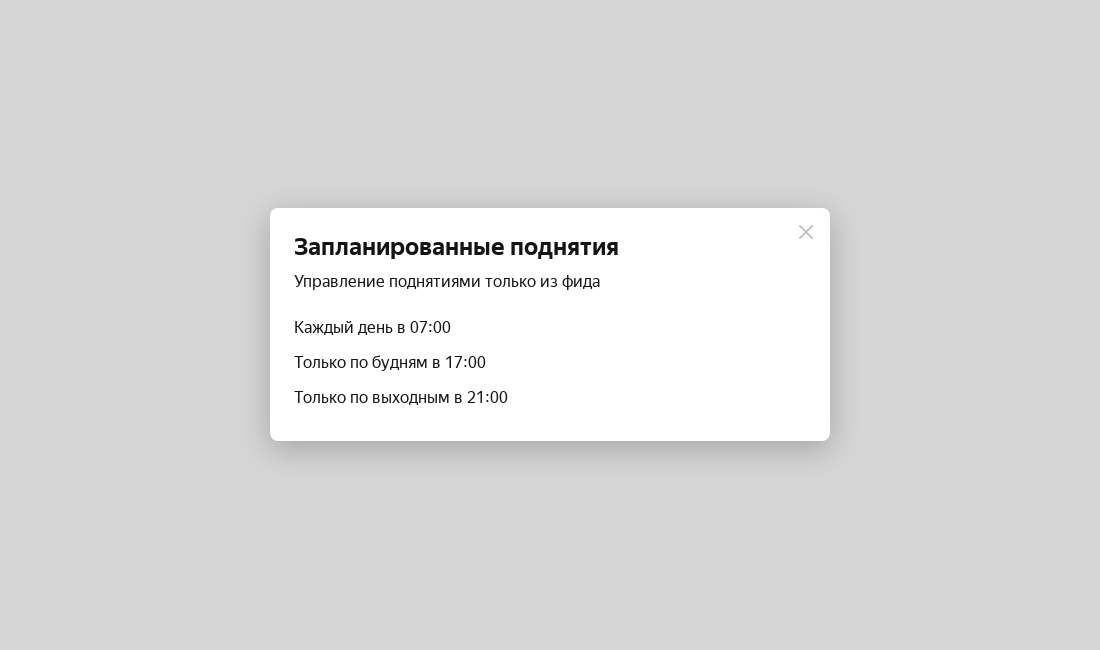 Запланированные поднятия
Управление поднятиями только из фида
Каждый день в 07:00
Только по будням в 17:00
Только по выходным в 21:00